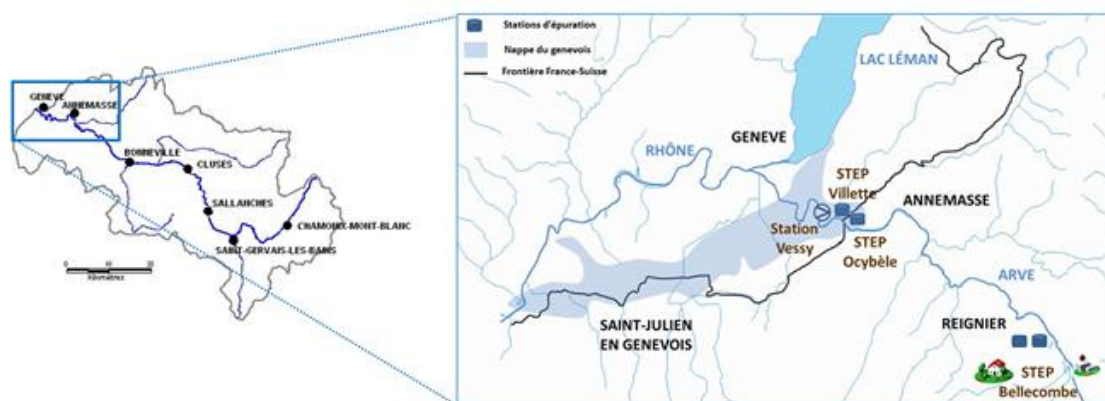 GENEVE
ANNEMASSE
BONNEVILLE
CLUSES
SALLANCHES
CHAMOUIX-MONT-BLANC
SAINT-GERVAIS-LES-BAINS
Kilomètres
Stations d'épuration
Nappe du genevois
Frontière France-Suisse
LAC LÉMAN
GENEVE
RHÔNE
STEP
Villette
ANNEMASSE
Station
Vessy
STEP
Ocybèle
ARVE
SAINT-JULIEN
EN GENEVOIS
REIGNIER
STEP
Bellecombe